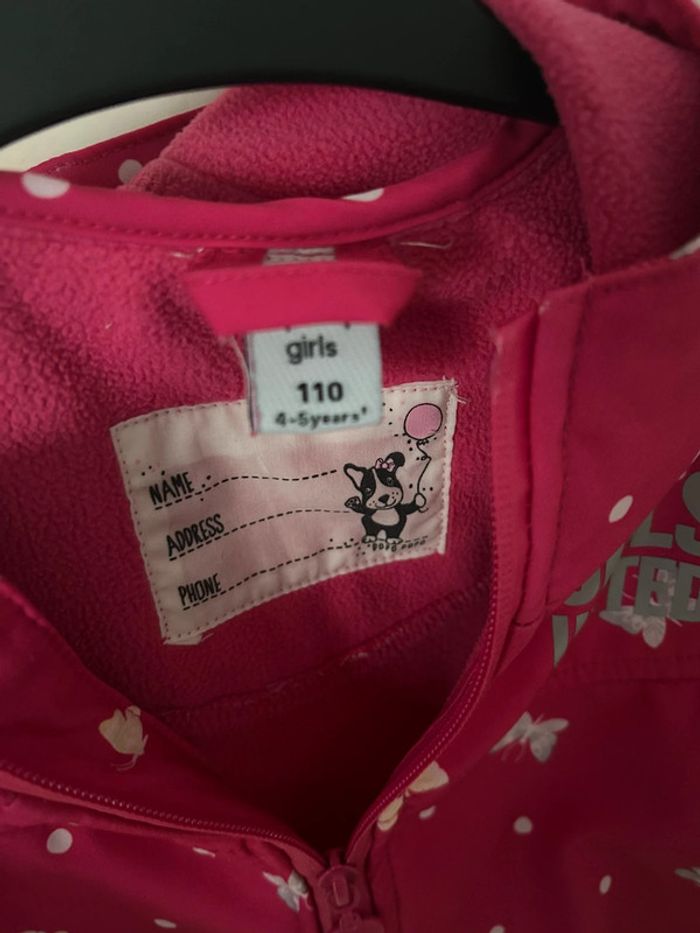 girls
110
4-5years*
NAME
ADDRESS
PHONE